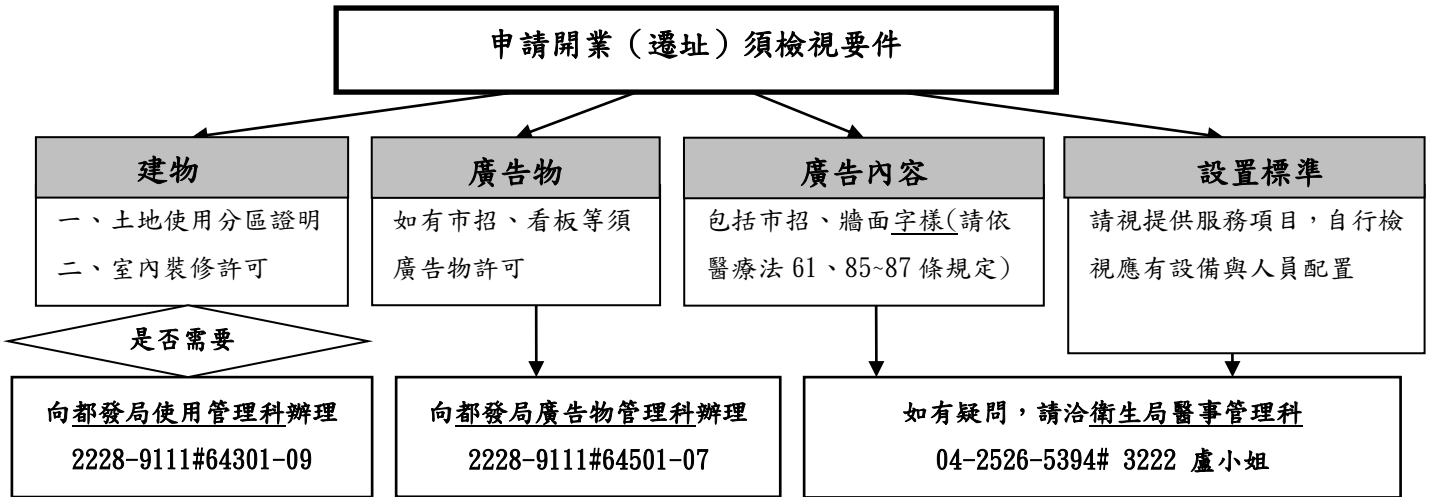 申請開業（遷址）須檢視要件
建物
一、土地使用分區證明
二、室內裝修許可
是否需要
向都發局使用管理科辦理
2228-9111#64301-09
廣告物
如有市招、看板等須
廣告物許可
向都發局廣告物管理科辦理
2228-9111#64501-07
廣告內容
包括市招、牆面字樣(請依
醫療法 61、85~87 條規定)
設置標準
請視提供服務項目，自行檢
視應有設備與人員配置
如有疑問，請洽衛生局醫事管理科
04-2526-5394# 3222 盧小姐